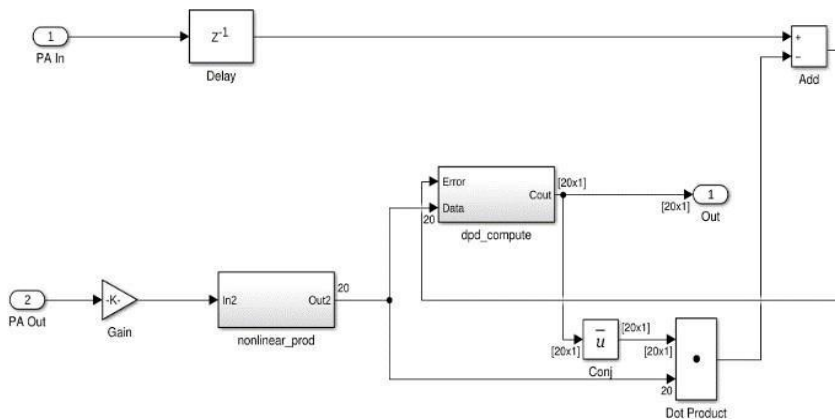 1
PA In
Z-1
Delay
+
−
Add
Error
Data
Cout
20
[20x1]
dpd_compute
[20x1]
1
Out
2
PA Out
-K-
Gain
In2
Out2
20
nonlinear_prod
[20x1]
u
[20x1]
[20x1]
Conj
20
Dot Product